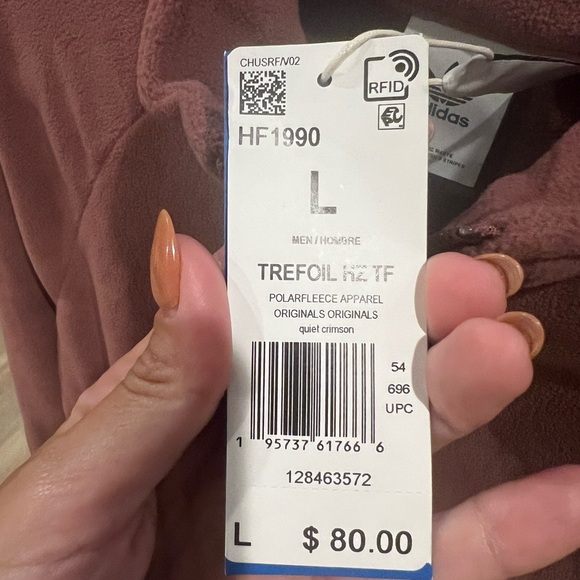 CHUSRF/V02
RFID
HF1990
L
MEN / HOMBRE
TREFOIL HZ TF
POLARFLEECE APPAREL
ORIGINALS ORIGINALS
quiet crimson
54
696
UPC
1 95737 61766 6
128463572
L $ 80.00
adidas